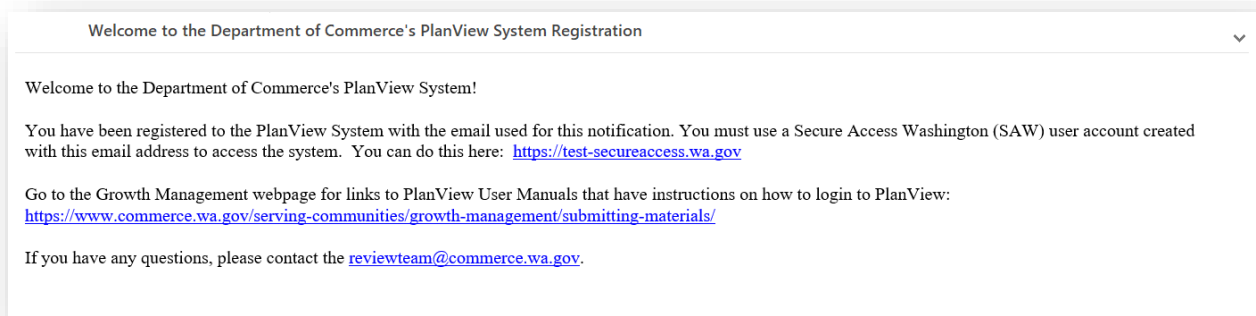 Welcome to the Department of Commerce's PlanView System Registration
Welcome to the Department of Commerce's PlanView System!
You have been registered to the PlanView System with the email used for this notification. You must use a Secure Access Washington (SAW) user account created
with this email address to access the system.  You can do this here:  https://test-secureaccess.wa.gov
Go to the Growth Management webpage for links to PlanView User Manuals that have instructions on how to login to PlanView:
https://www.commerce.wa.gov/serving-communities/growth-management/submitting-materials/
If you have any questions, please contact the reviewteam@commerce.wa.gov.